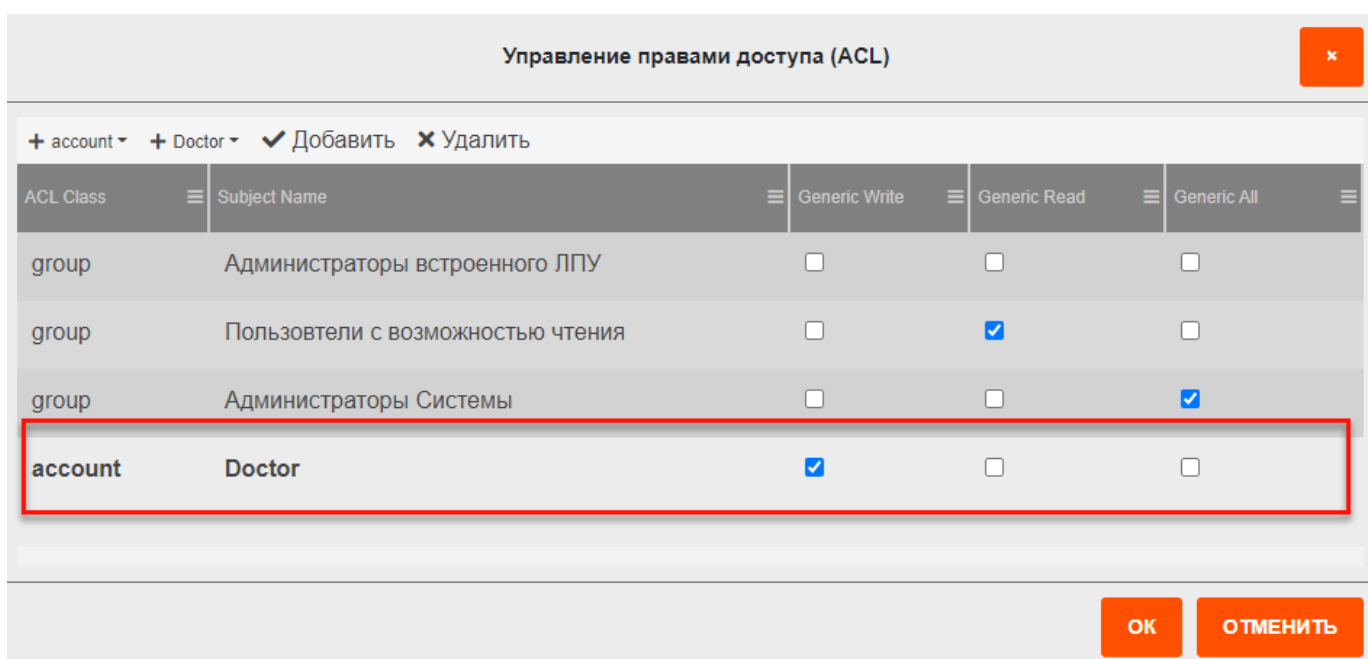 Управление правами доступа (ACL)
account Doctor Добавить Удалить
ACL Class Subject Name Generic Write Generic Read Generic All
group Администраторы встроенного ЛПУ
group Пользовтели с возможностью чтения
group Администраторы Системы
account Doctor
ОК ОТМЕНИТЬ